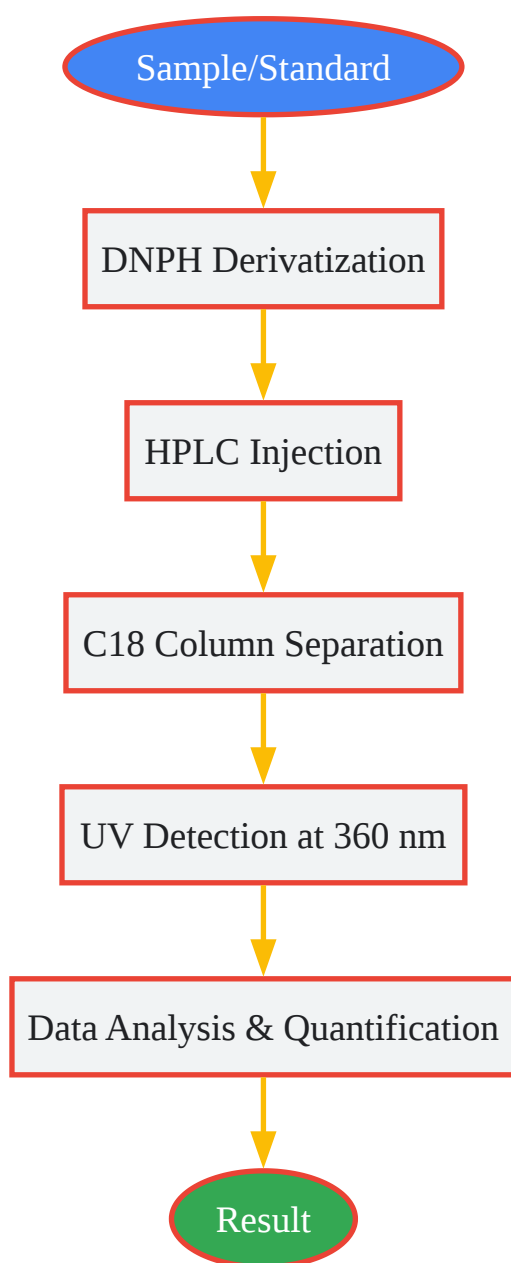 Sample/Standard
DNPH Derivatization
HPLC Injection
C18 Column Separation
UV Detection at 360 nm
Data Analysis & Quantification
Result